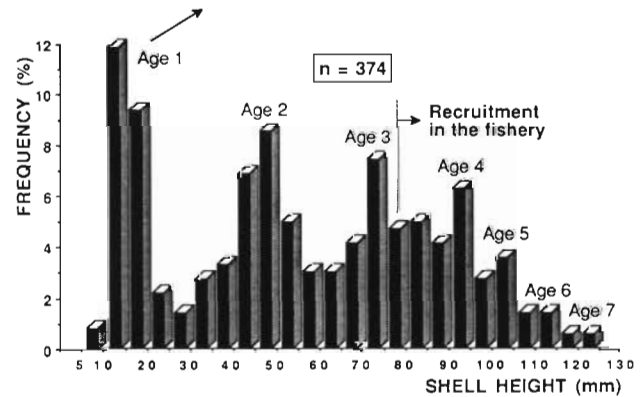 12
10
8
6
4
2
0
FREQUENCY (%)
Age 1
n = 374
Age 2
Age 3
Recruitment
in the fishery
Age 4
Age 5
Age 6
Age 7
5 10 20 30 40 50 60 70 80 90 100 110 120 130
SHELL HEIGHT (mm)